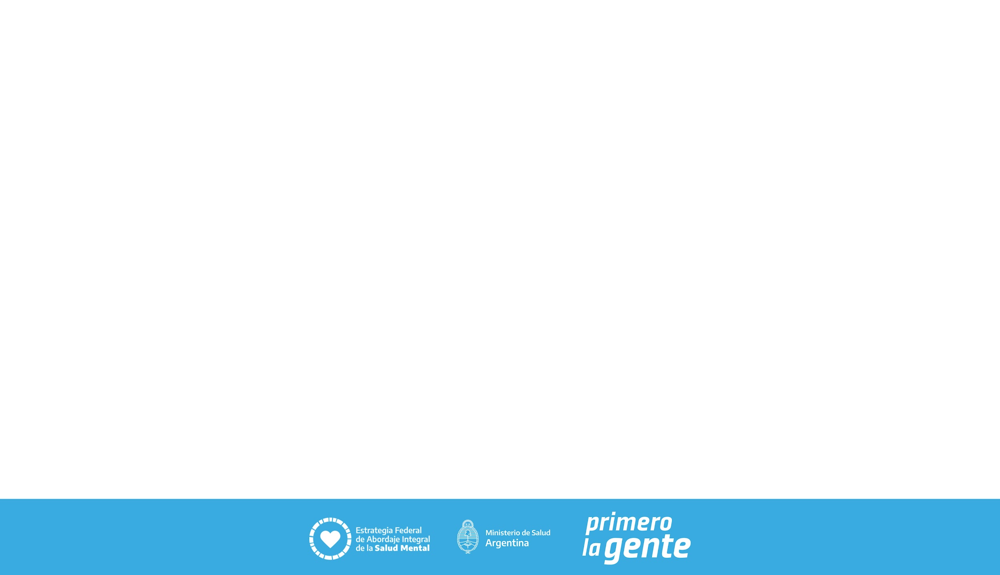 Estrategia Federal
de Abordaje Integral
de la Salud Mental
Ministerio de Salud
Argentina
primero
la gente